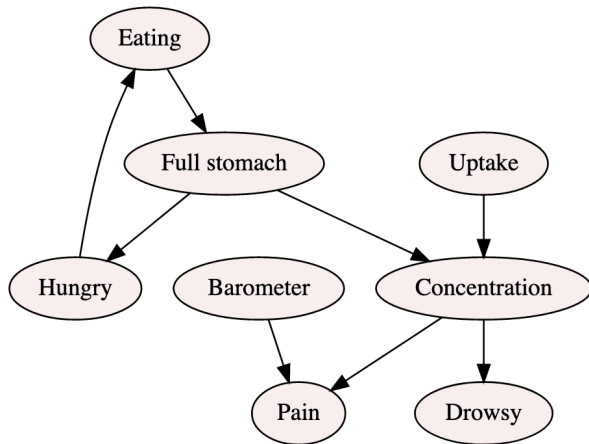 Eating
Full stomach
Uptake
Hungry
Barometer
Concentration
Pain
Drowsy